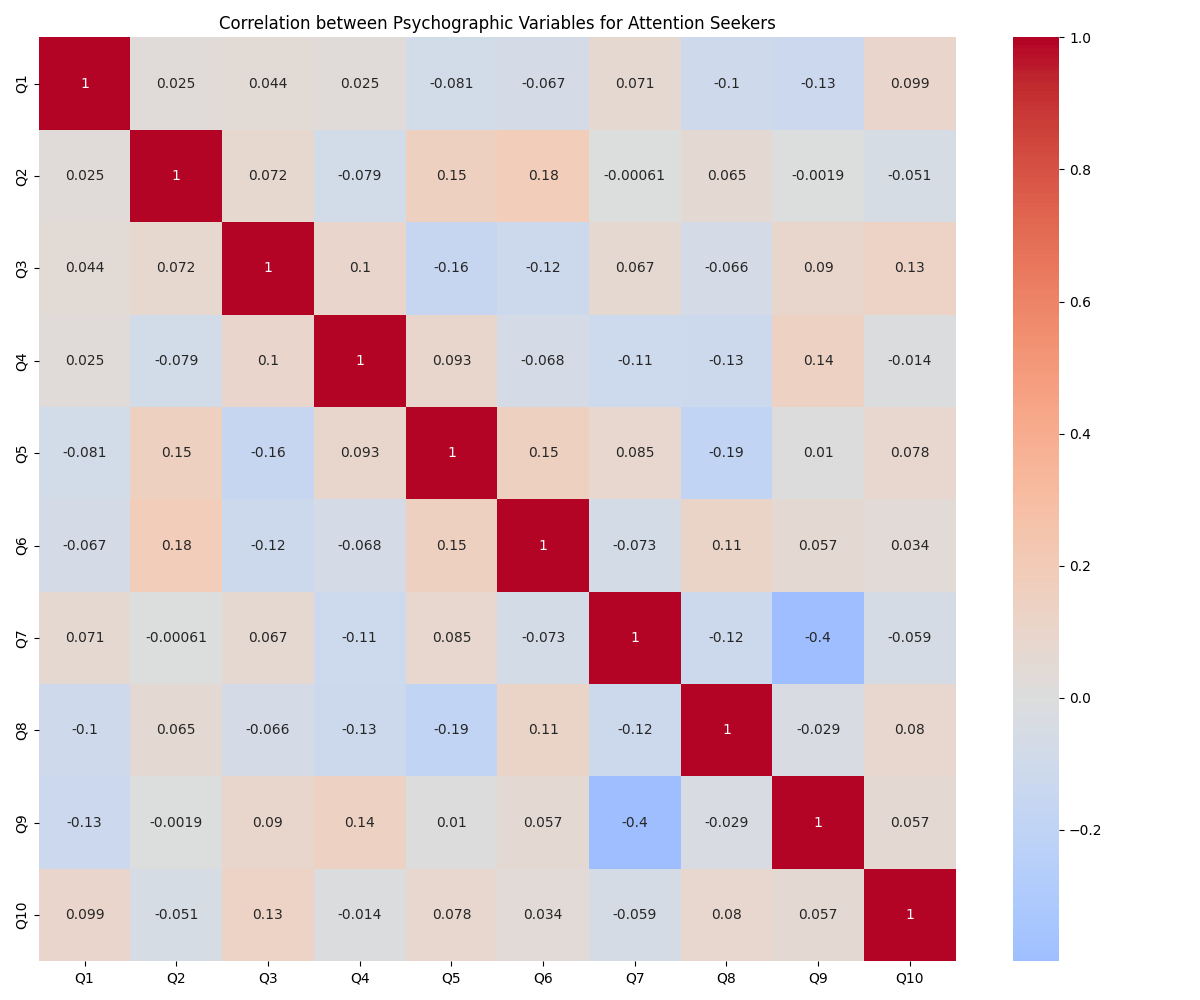 Correlation between Psychographic Variables for Attention Seekers
Q1 1 0.025 0.044 0.025 -0.081 -0.067 0.071 -0.1 -0.13 0.099
Q2 0.025 1 0.072 -0.079 0.15 0.18 -0.00061 0.065 -0.0019 -0.051
Q3 0.044 0.072 1 0.1 -0.16 -0.12 0.067 -0.066 0.09 0.13
Q4 0.025 -0.079 0.1 1 0.093 -0.068 -0.11 -0.13 0.14 -0.014
Q5 -0.081 0.15 -0.16 0.093 1 0.15 0.085 -0.19 0.01 0.078
Q6 -0.067 0.18 -0.12 -0.068 0.15 1 -0.073 0.11 0.057 0.034
Q7 0.071 -0.00061 0.067 -0.11 0.085 -0.073 1 -0.12 -0.4 -0.059
Q8 -0.1 0.065 -0.066 -0.13 -0.19 0.11 -0.12 1 -0.029 0.08
Q9 -0.13 -0.0019 0.09 0.14 0.01 0.057 -0.4 -0.029 1 0.057
Q10 0.099 -0.051 0.13 -0.014 0.078 0.034 -0.059 0.08 0.057 1
Q1 Q2 Q3 Q4 Q5 Q6 Q7 Q8 Q9 Q10
1.0
0.8
0.6
0.4
0.2
0.0
−0.2